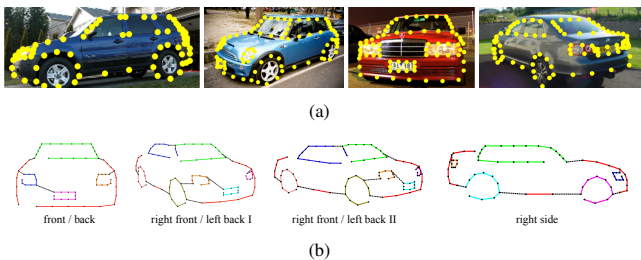 (a)
front / back
right front / left back I
right front / left back II
right side
(b)